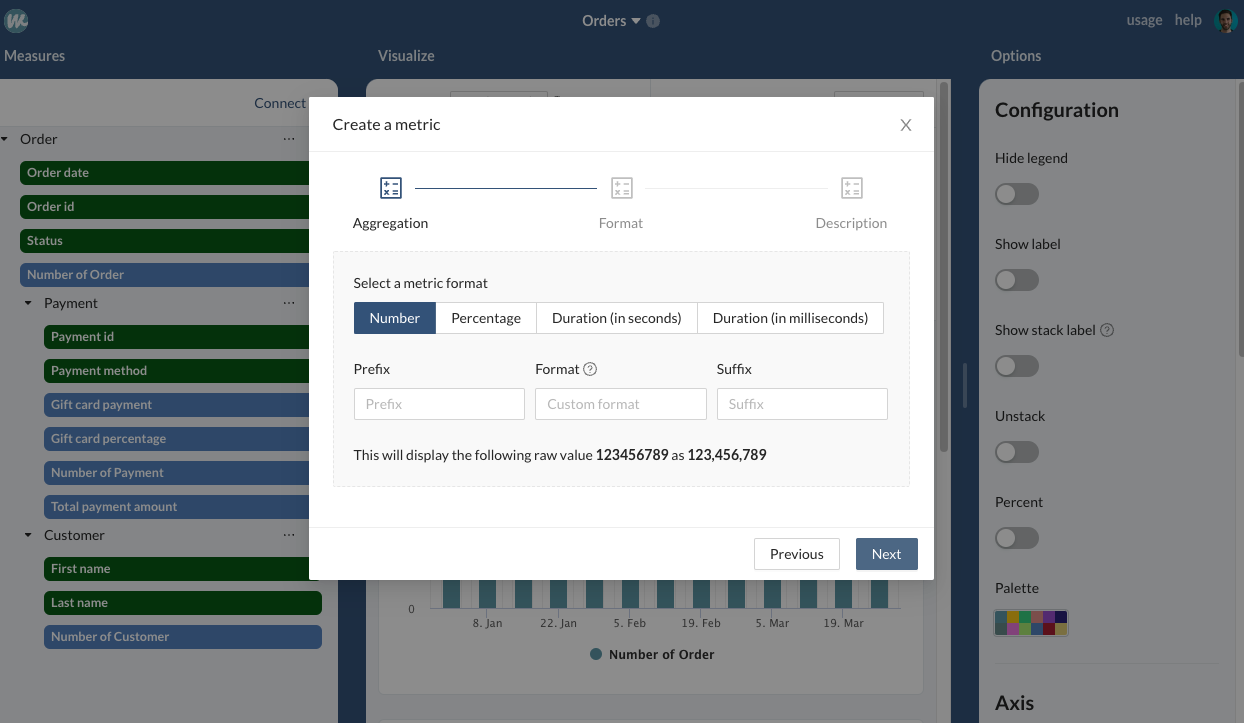 Orders
usage help
Measures
Visualize
Options
Connect
Order
Order date
Order id
Status
Number of Order
Payment
Payment id
Payment method
Gift card payment
Gift card percentage
Number of Payment
Total payment amount
Customer
First name
Last name
Number of Customer
Create a metric
Aggregation
Format
Description
Select a metric format
Number
Percentage
Duration (in seconds)
Duration (in milliseconds)
Prefix
Format
Suffix
Prefix
Custom format
Suffix
This will display the following raw value 123456789 as 123,456,789
Previous
Next
0
8. Jan
22. Jan
5. Feb
19. Feb
5. Mar
19. Mar
Number of Order
Configuration
Hide legend
Show label
Show stack label
Unstack
Percent
Palette
Axis